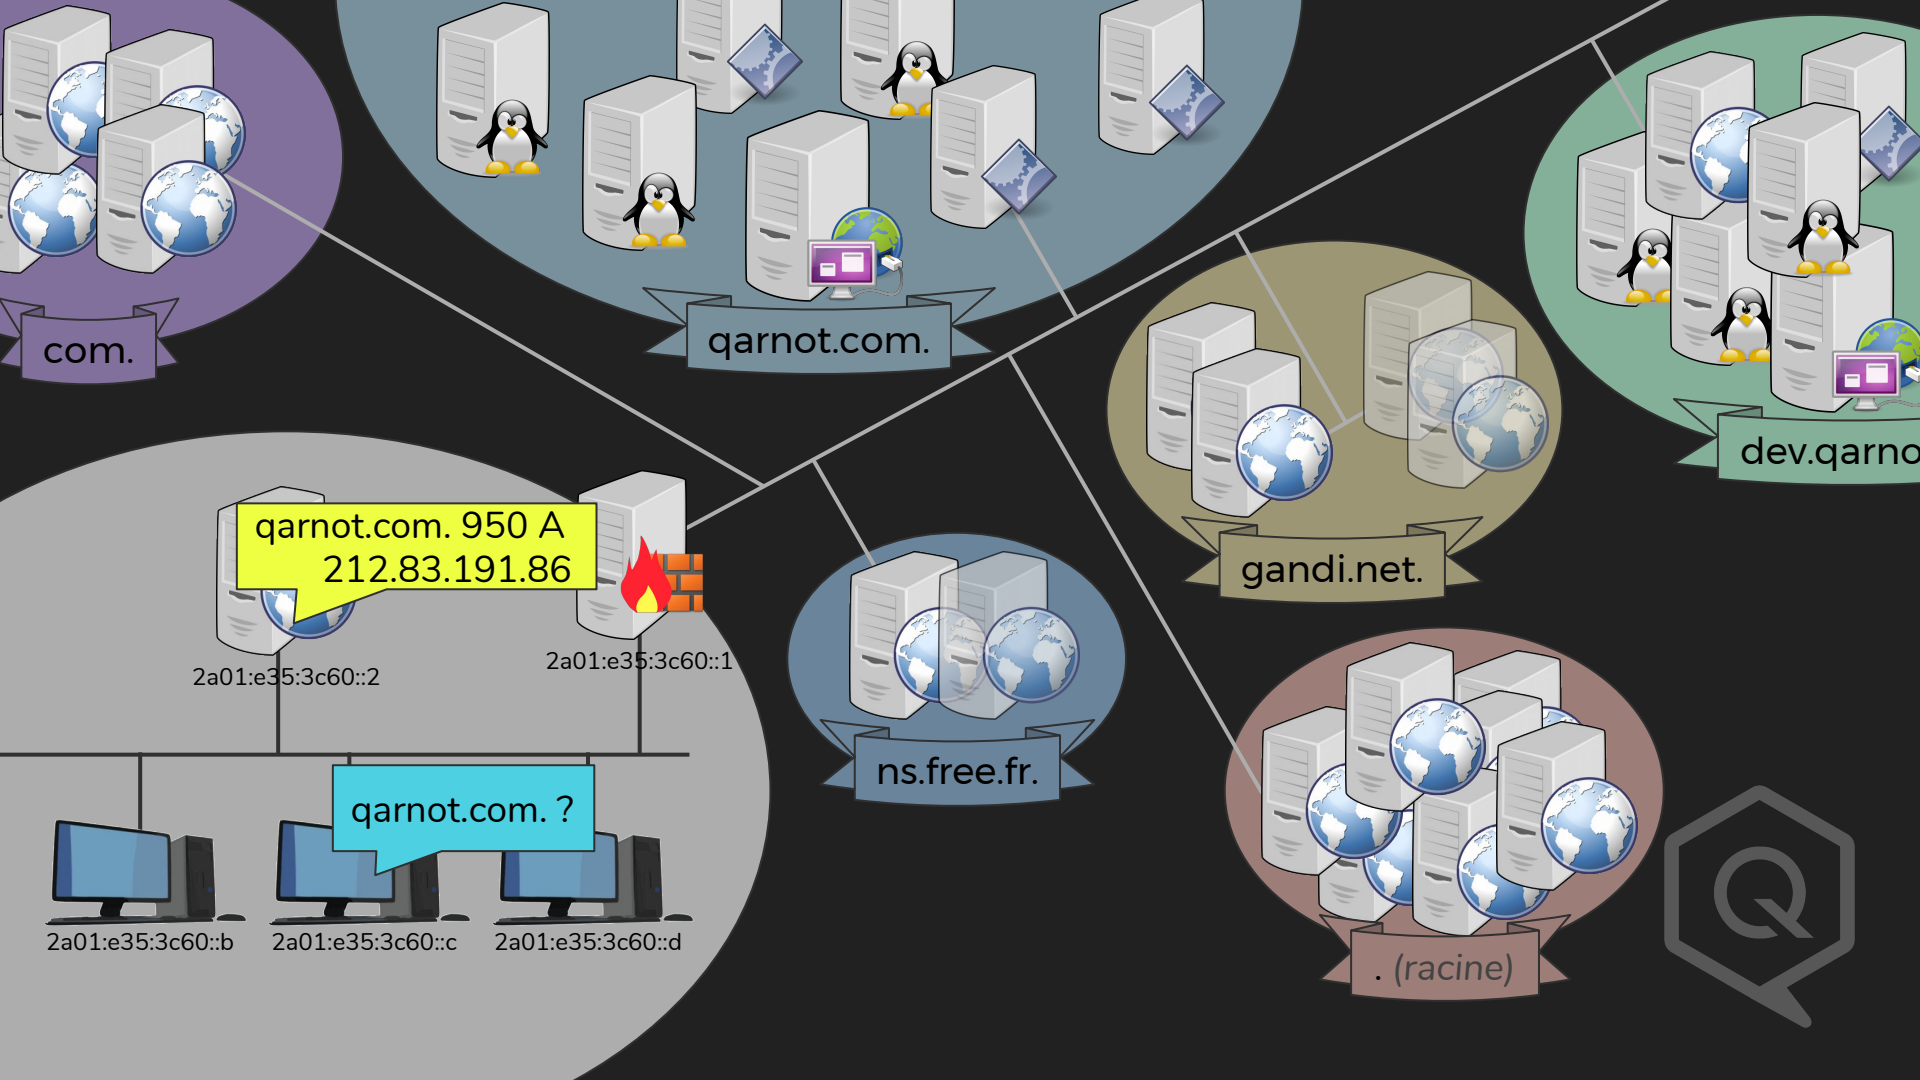 com.
qarnot.com.
dev.qarno
gandi.net.
qarnot.com. 950 A
212.83.191.86
2a01:e35:3c60::2
2a01:e35:3c60::1
ns.free.fr.
qarnot.com. ?
2a01:e35:3c60::b
2a01:e35:3c60::c
2a01:e35:3c60::d
. (racine)